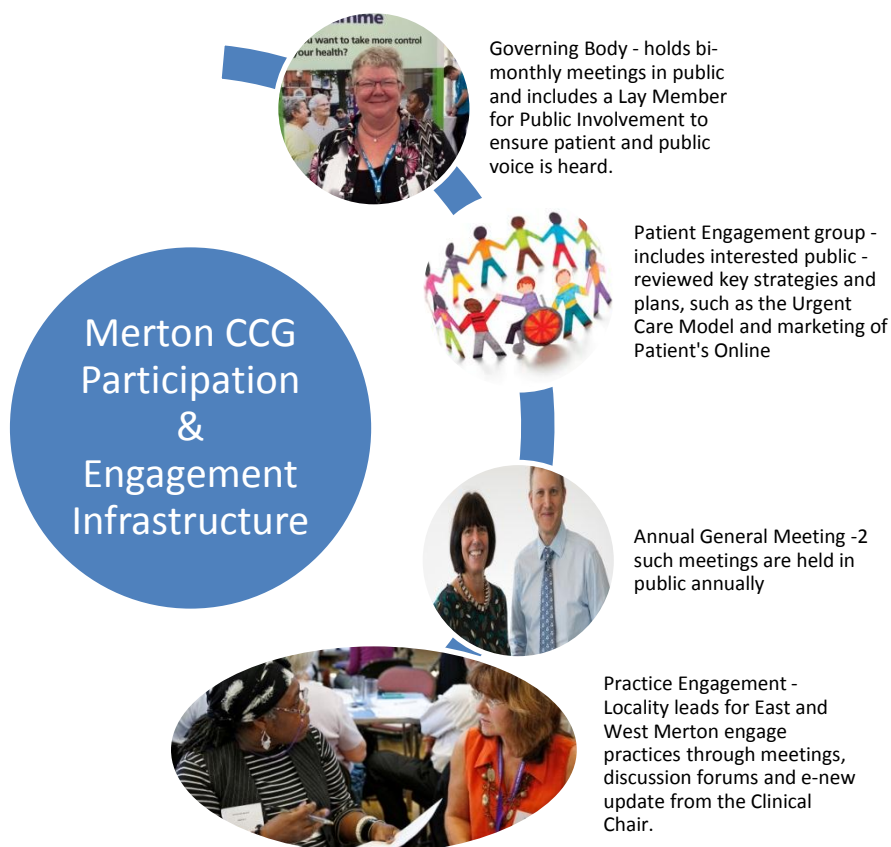 mme
u want to take more control
your health?
Governing Body - holds bi-
monthly meetings in public
and includes a Lay Member
for Public Involvement to
ensure patient and public
voice is heard.
Patient Engagement group -
includes interested public -
reviewed key strategies and
plans, such as the Urgent
Care Model and marketing of
Patient's Online
Merton CCG
Participation
&
Engagement
Infrastructure
Annual General Meeting -2
such meetings are held in
public annually
Practice Engagement -
Locality leads for East and
West Merton engage
practices through meetings,
discussion forums and e-new
update from the Clinical
Chair.